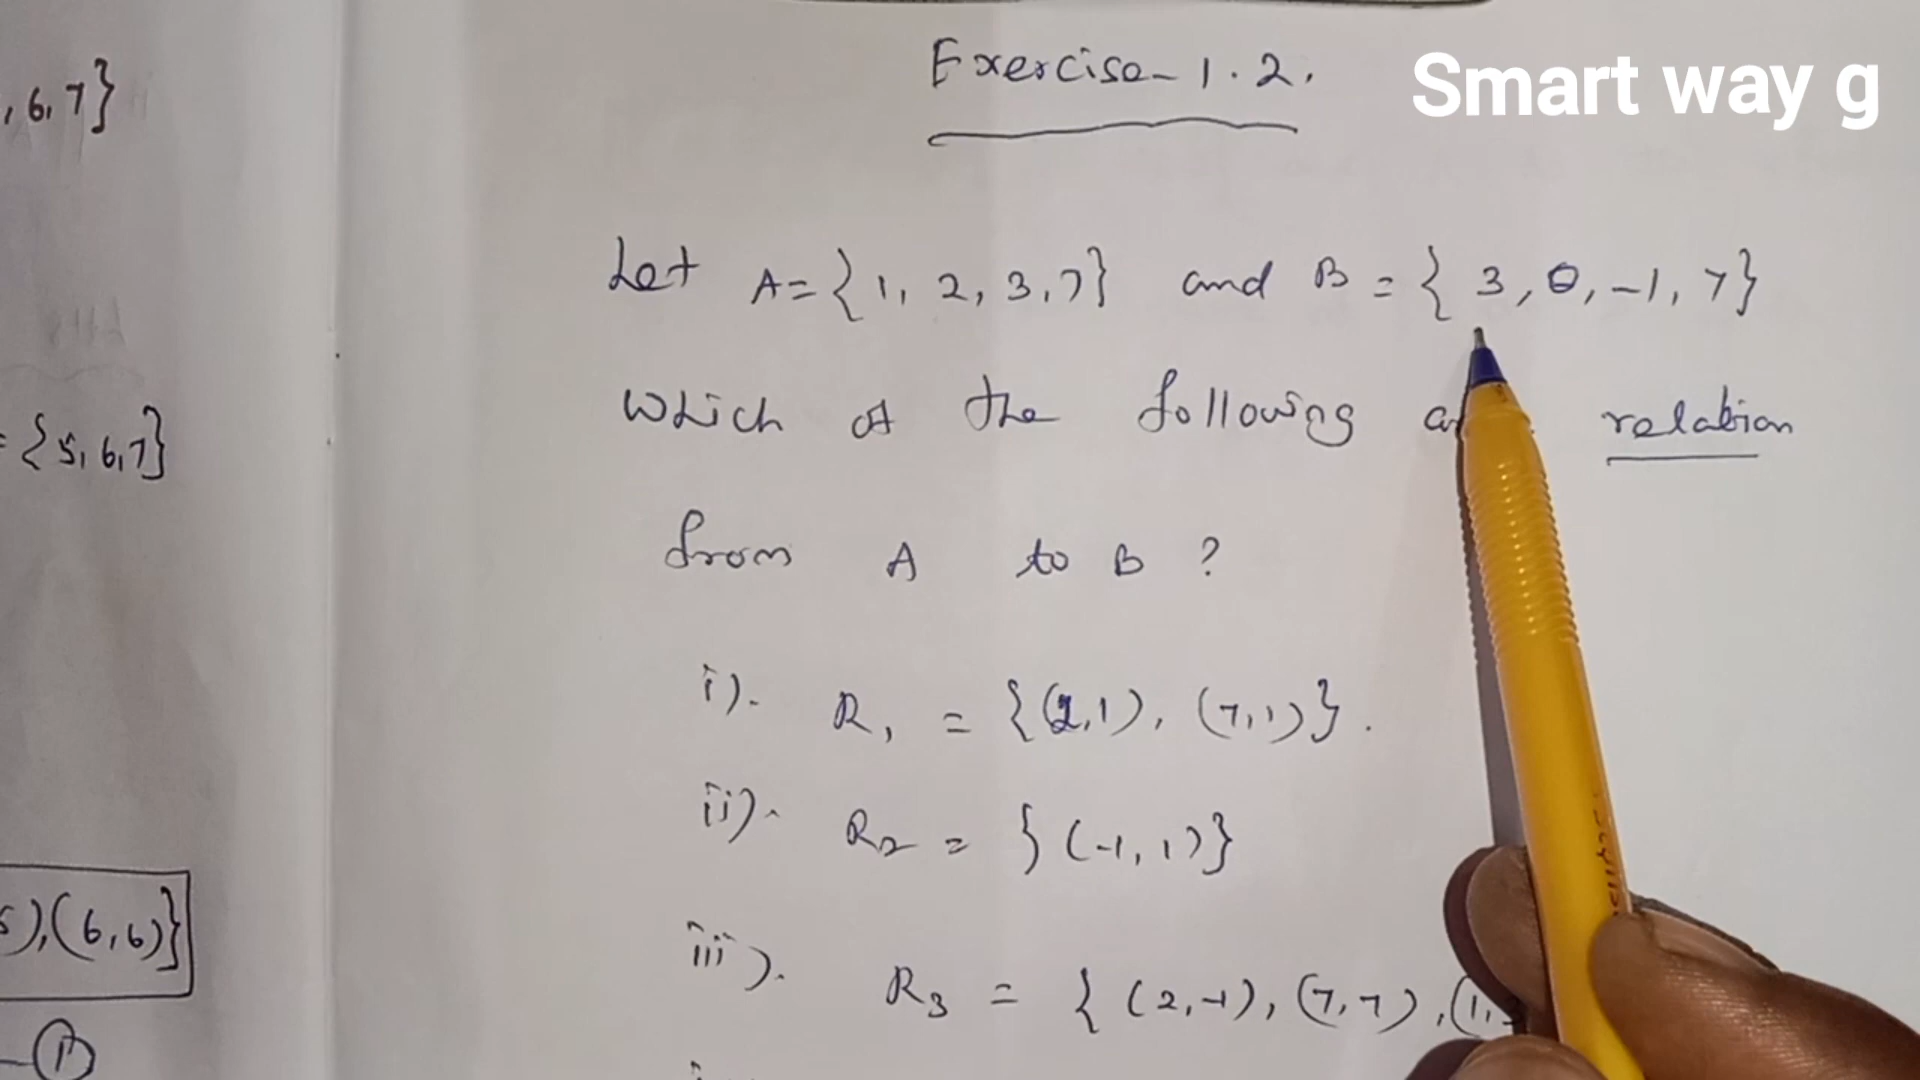 , 6, 7}
= {5, 6, 7}
), (6, 6)}
Exercise - 1.2.
Smart way g
Let A = {1, 2, 3, 7} and B = { 3, 0, -1, 7}
Which of the following relation
from A to B ?
i). R1 = {(2,1), (7,1)}.
ii). R2 = {(-1, 1)}
iii). R3 = { (2,-1), (7,7), (1,3